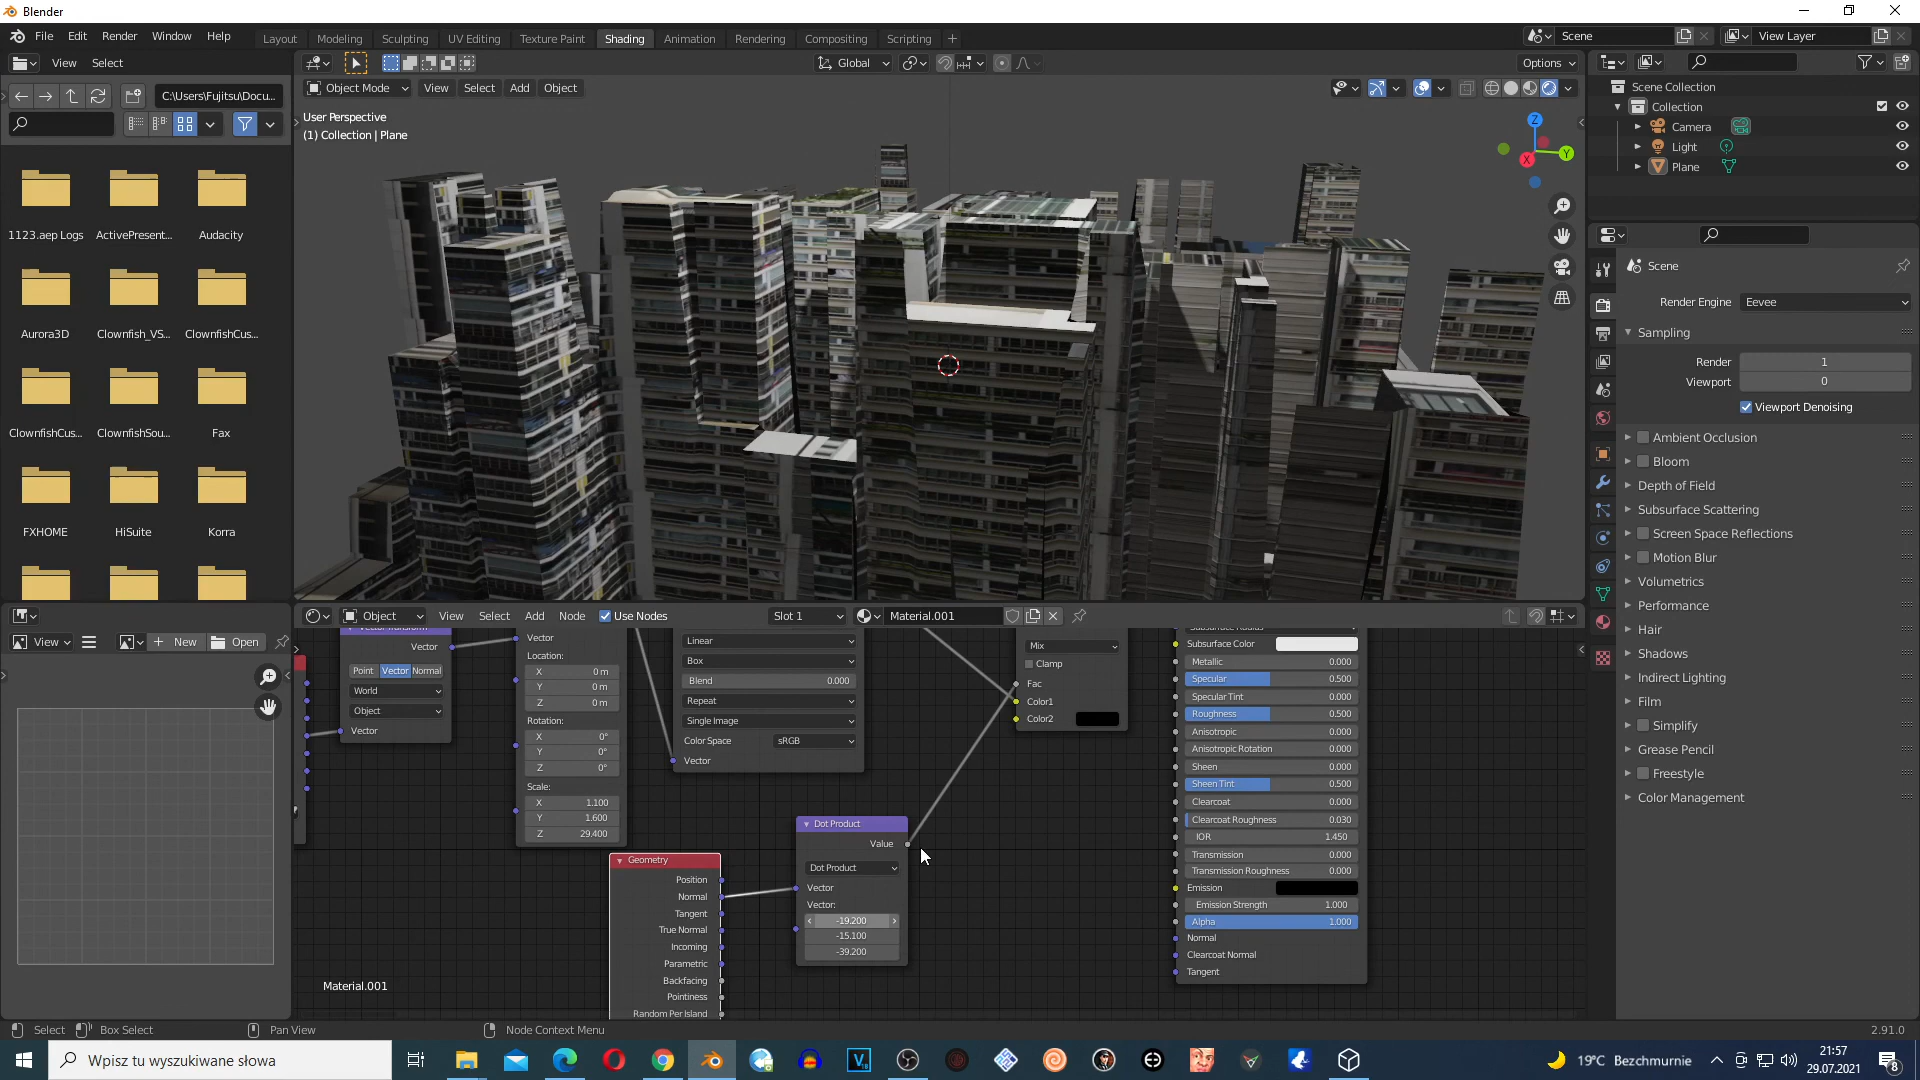 Blender
File Edit Render Window Help
Layout Modeling Sculpting UV Editing Texture Paint Shading Animation Rendering Compositing Scripting +
Scene
View Layer
View Select
Global
Options
C:\Users\Fujitsu\Docu...
Object Mode View Select Add Object
User Perspective
(1) Collection | Plane
Z
Y
X
1123.aep Logs ActivePresent... Audacity
Aurora3D Clownfish_VS... ClownfishCus...
ClownfishCus... ClownfishSou... Fax
FXHOME HiSuite Korra
Scene Collection
Collection
Camera
Light
Plane
Scene
Render Engine Eevee
Sampling
Render 1
Viewport 0
Viewport Denoising
Ambient Occlusion
Bloom
Depth of Field
Subsurface Scattering
Screen Space Reflections
Motion Blur
Volumetrics
Performance
Hair
Shadows
Indirect Lighting
Film
Simplify
Grease Pencil
Freestyle
Color Management
View + New Open
Object View Select Add Node Use Nodes Slot 1 Material.001
Vector
Point Vector Normal
World
Object
Vector
Vector
Location:
X 0 m
Y 0 m
Z 0 m
Rotation:
X 0°
Y 0°
Z 0°
Scale:
X 1.100
Y 1.600
Z 29.400
Linear
Box
Blend 0.000
Repeat
Single Image
Color Space sRGB
Vector
Geometry
Position
Normal
Tangent
True Normal
Incoming
Parametric
Backfacing
Pointiness
Random Per Island
Dot Product
Value
Dot Product
Vector
Vector:
-19.200
-15.100
-39.200
Mix
Clamp
Fac
Color1
Color2
Subsurface Color
Metallic 0.000
Specular 0.500
Specular Tint 0.000
Roughness 0.500
Anisotropic 0.000
Anisotropic Rotation 0.000
Sheen 0.000
Sheen Tint 0.500
Clearcoat 0.000
Clearcoat Roughness 0.030
IOR 1.450
Transmission 0.000
Transmission Roughness 0.000
Emission
Emission Strength 1.000
Alpha 1.000
Normal
Clearcoat Normal
Tangent
Material.001
Select Box Select Pan View Node Context Menu 2.91.0
Wpisz tu wyszukiwane słowa
19°C Bezchmurnie
21:57
29.07.2021
8